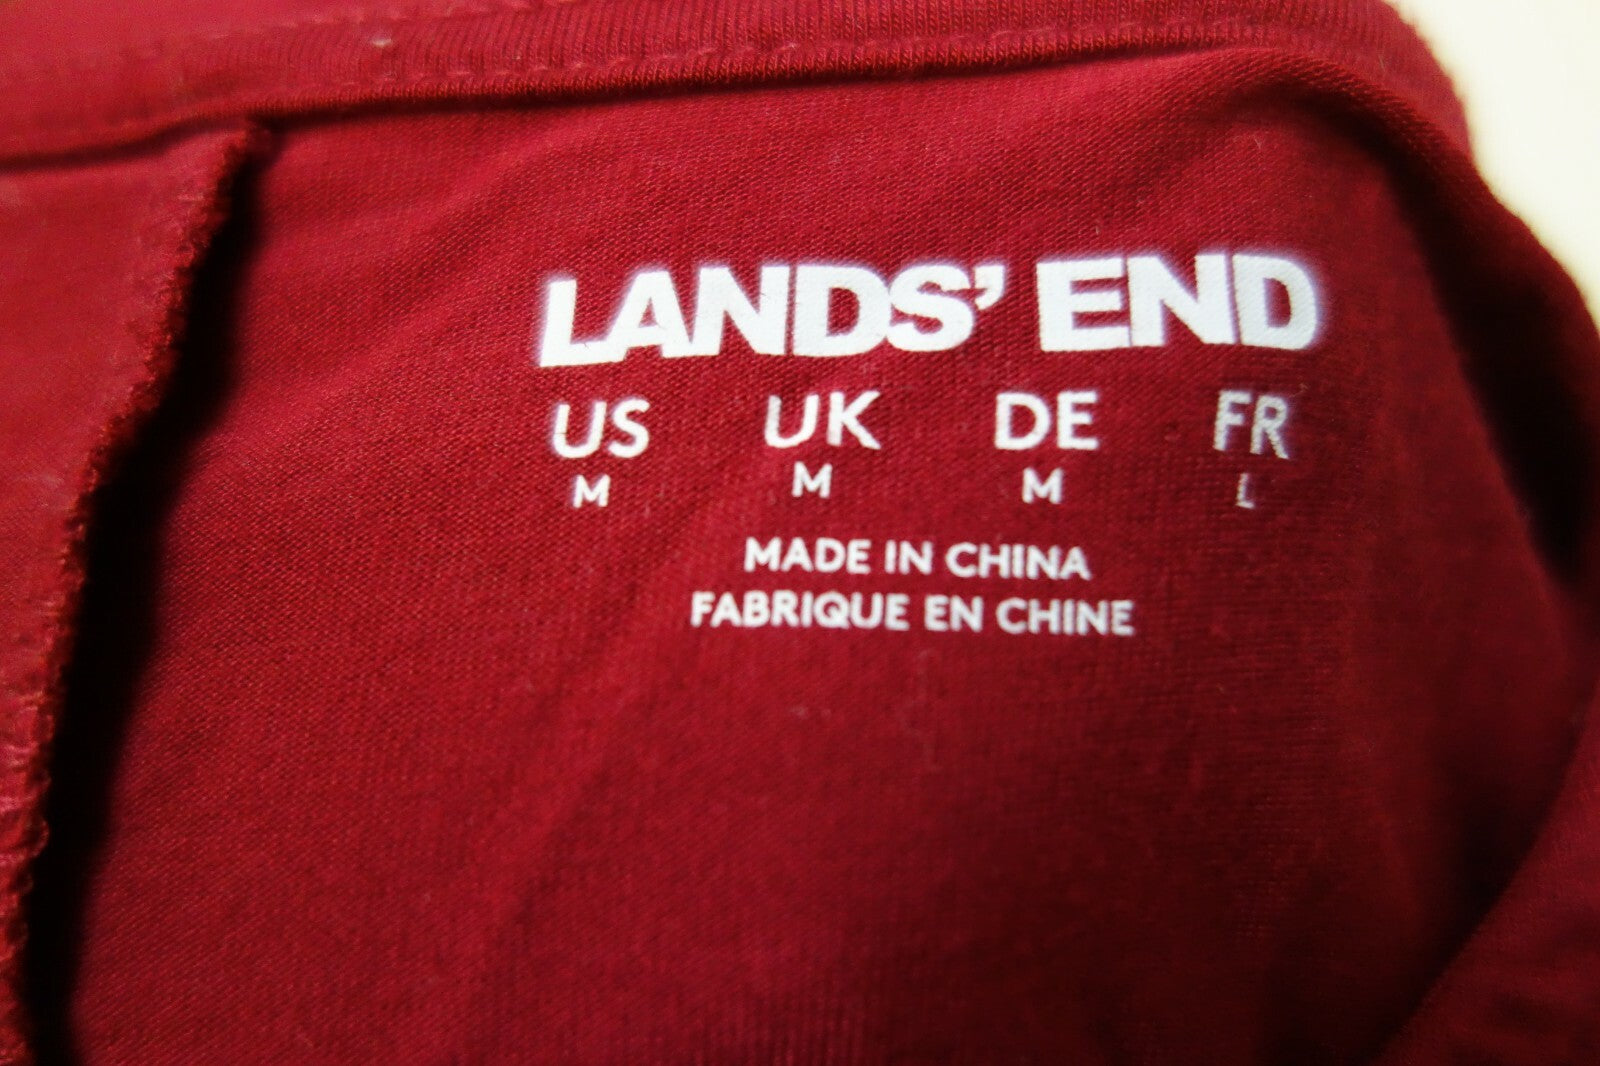 LANDS' END
US UK DE FR
M M M L
MADE IN CHINA
FABRIQUE EN CHINE